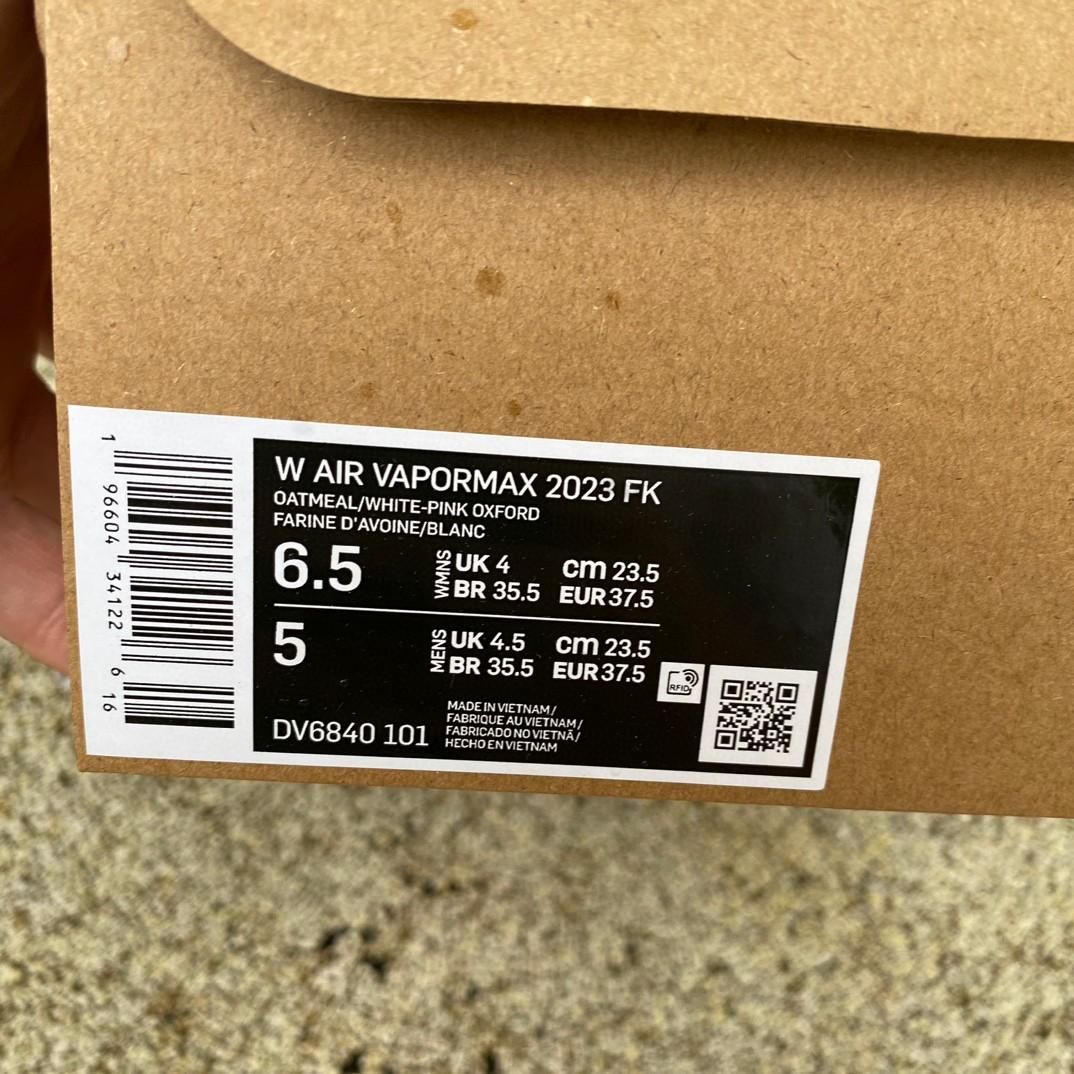 1 96604 34122 6 16
W AIR VAPORMAX 2023 FK
OATMEAL/WHITE-PINK OXFORD
FARINE D'AVOINE/BLANC
6.5 WMNS UK 4 cm 23.5
BR 35.5 EUR 37.5
5 MENS UK 4.5 cm 23.5
BR 35.5 EUR 37.5
RFID
DV6840 101
MADE IN VIETNAM/
FABRIQUE AU VIETNAM/
FABRICADO NO VIETNÃ/
HECHO EN VIETNAM